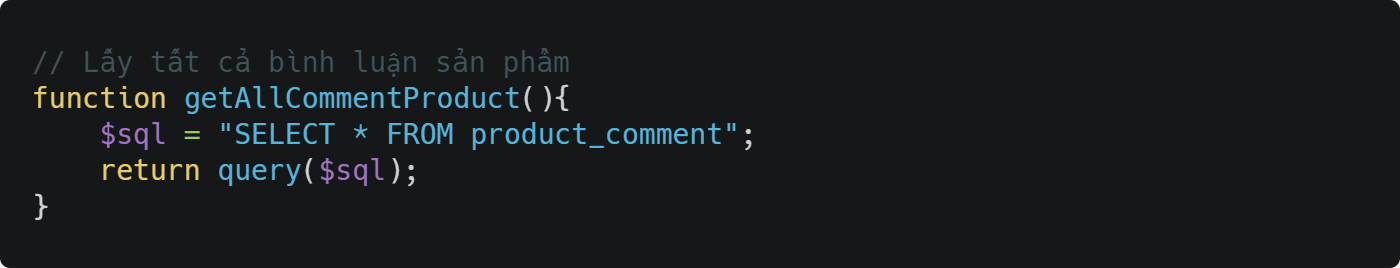 // Lấy tất cả bình luận sản phẩm
function getAllCommentProduct(){
    $sql = "SELECT * FROM product_comment";
    return query($sql);
}